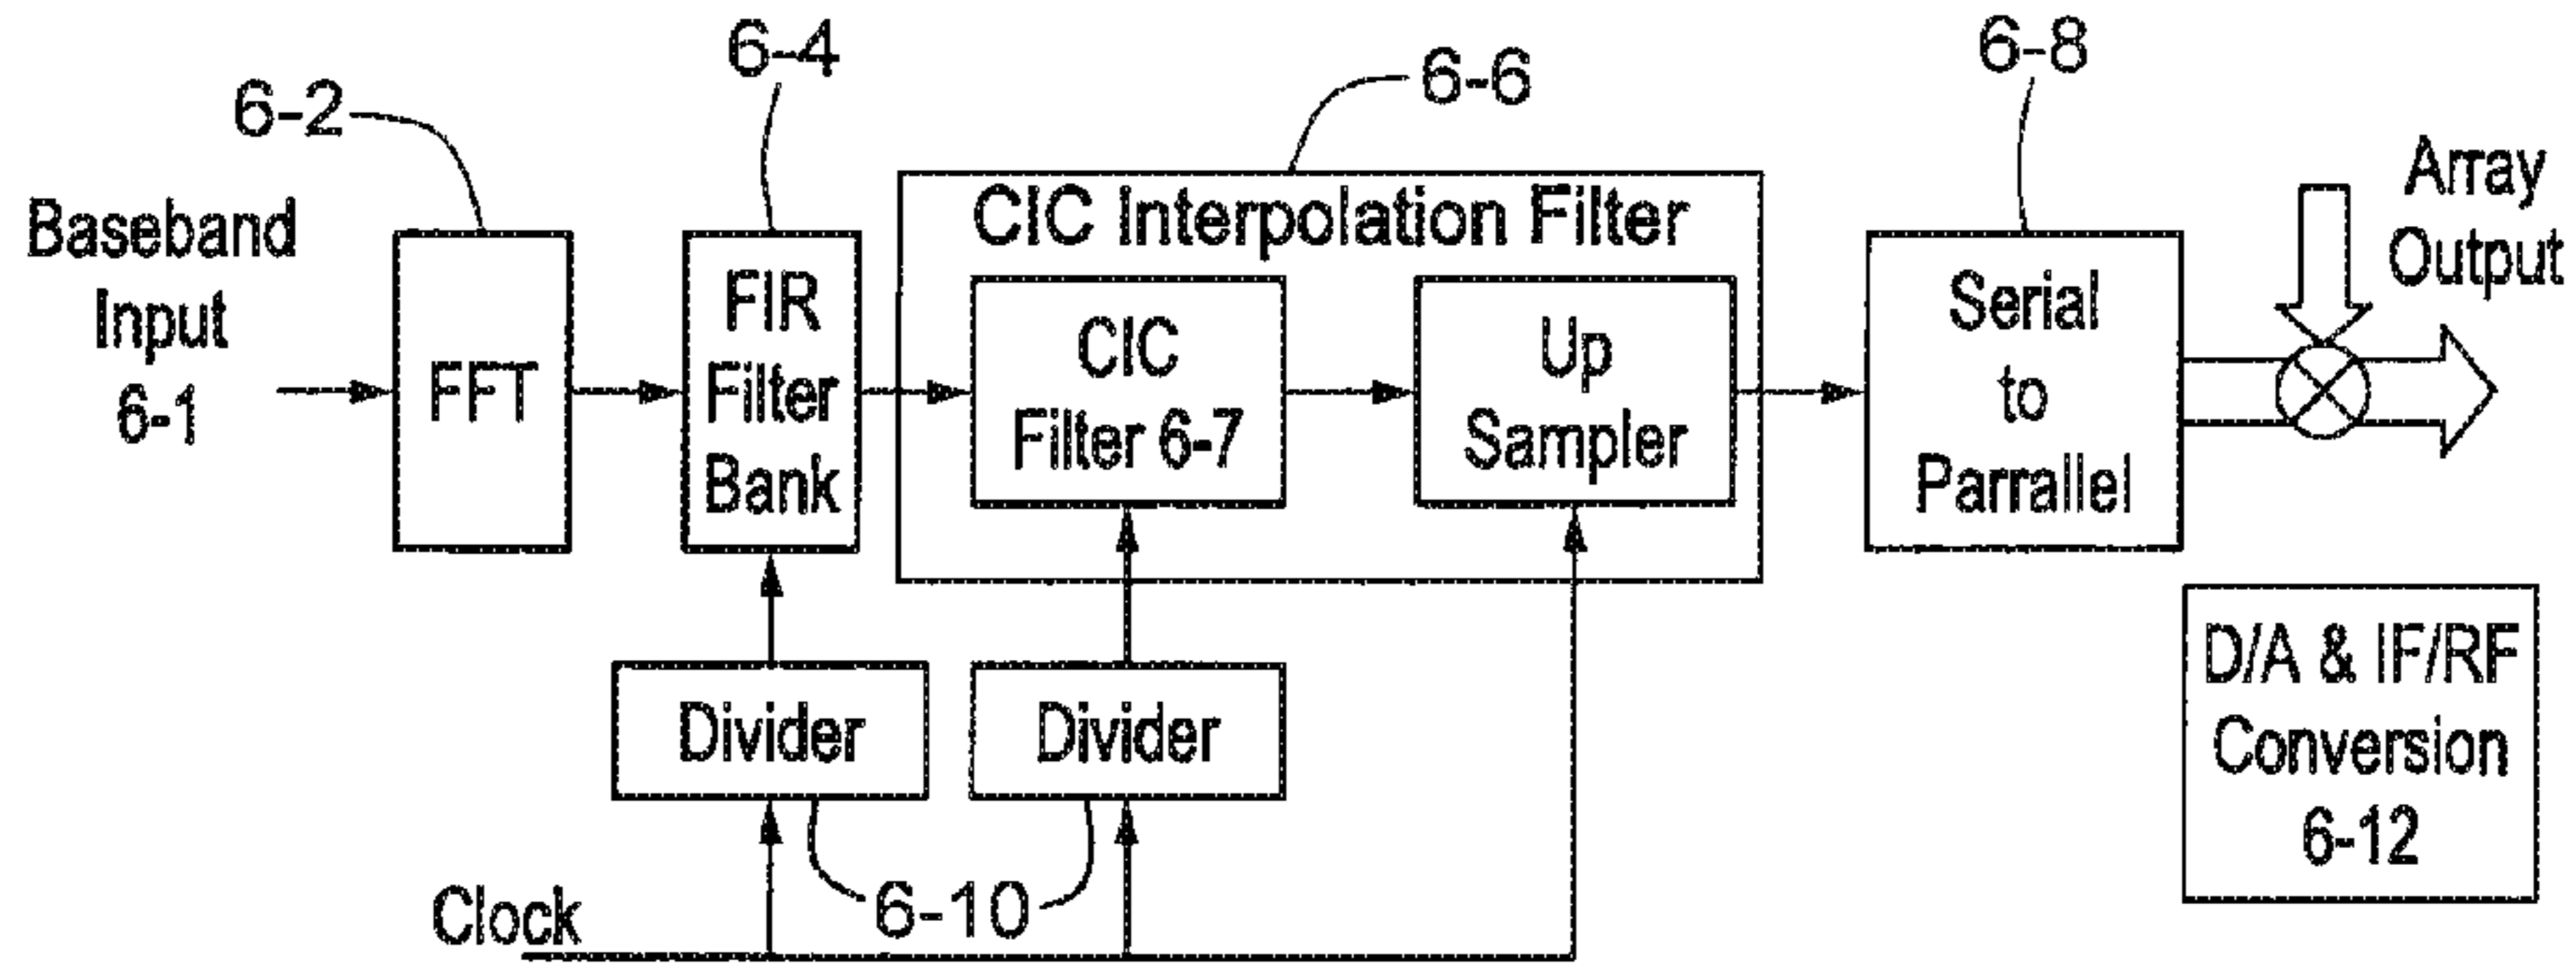 6-2
6-4
6-6
6-8
Baseband
Input
6-1
FFT
FIR
Filter
Bank
CIC Interpolation Filter
CIC
Filter 6-7
Up
Sampler
Serial
to
Parrallel
Array
Output
Divider
Divider
6-10
Clock
D/A & IF/RF
Conversion
6-12